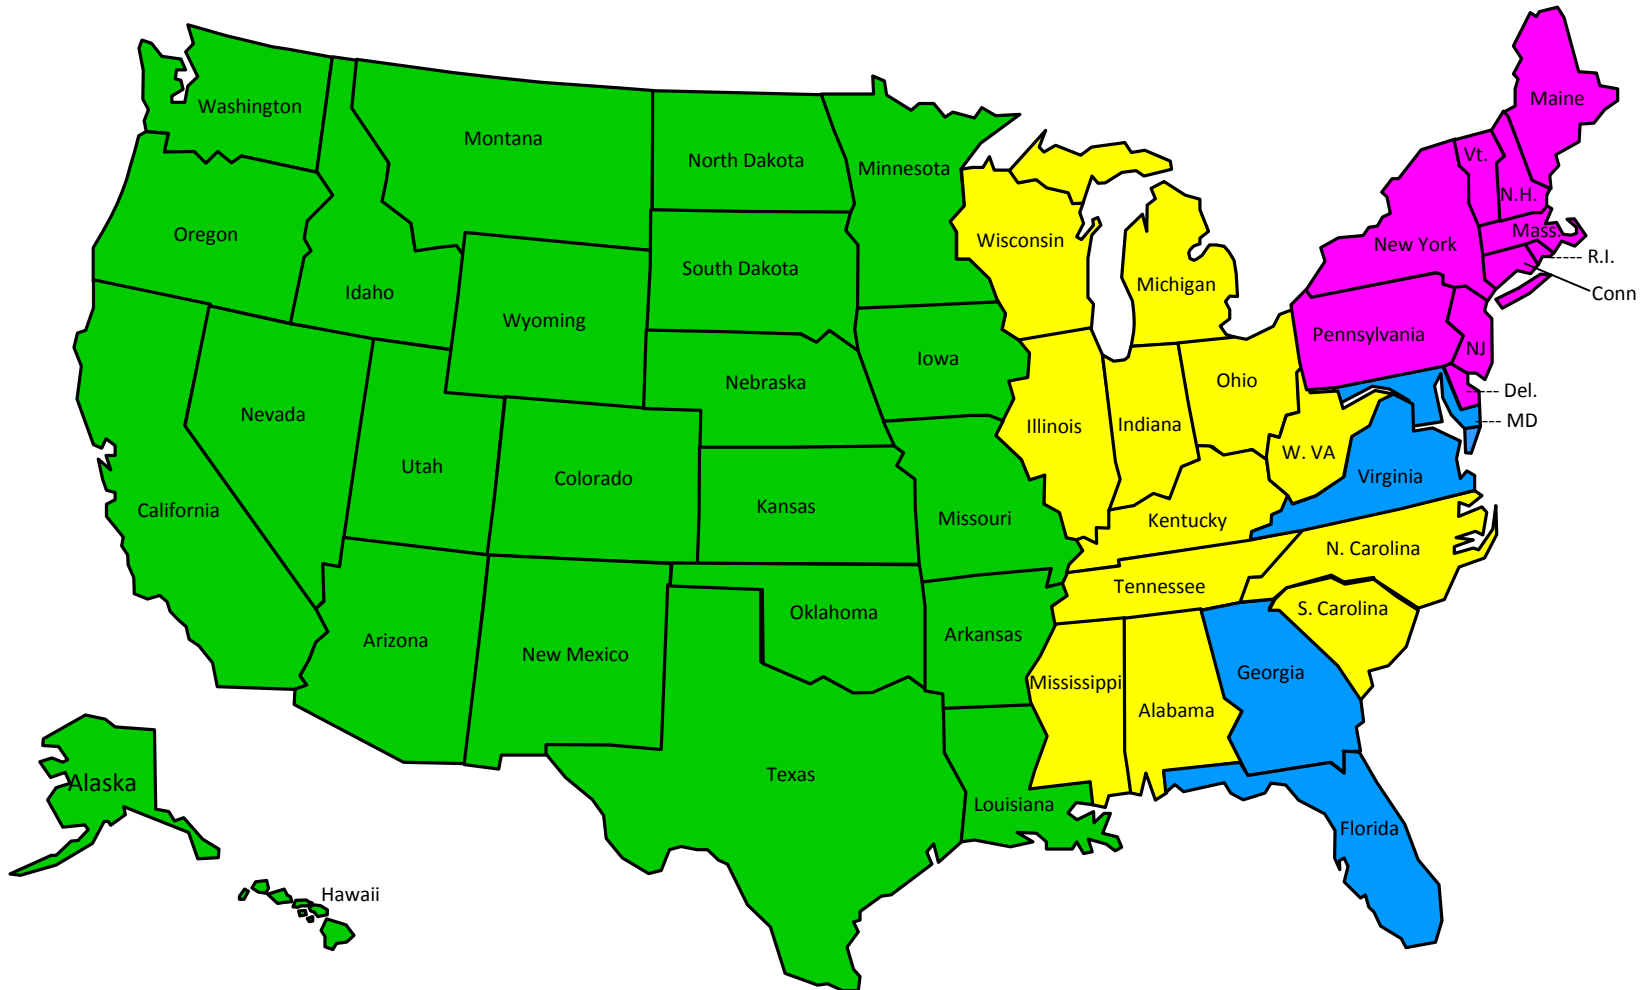 Maine
Washington
Montana
Vt.
North Dakota
Minnesota
N.H.
Mass.
Oregon
Wisconsin
New York
R.I.
South Dakota
Michigan
Idaho
Conn
Wyoming
Pennsylvania
NJ
Iowa
Nebraska
Ohio
Del.
Nevada
MD
Illinois
Indiana
W. VA
Utah
Colorado
Virginia
California
Kansas
Missouri
Kentucky
N. Carolina
Tennessee
S. Carolina
Oklahoma
Arkansas
Arizona
New Mexico
Georgia
Mississippi
Alabama
Texas
Alaska
Louisiana
Florida
Hawaii